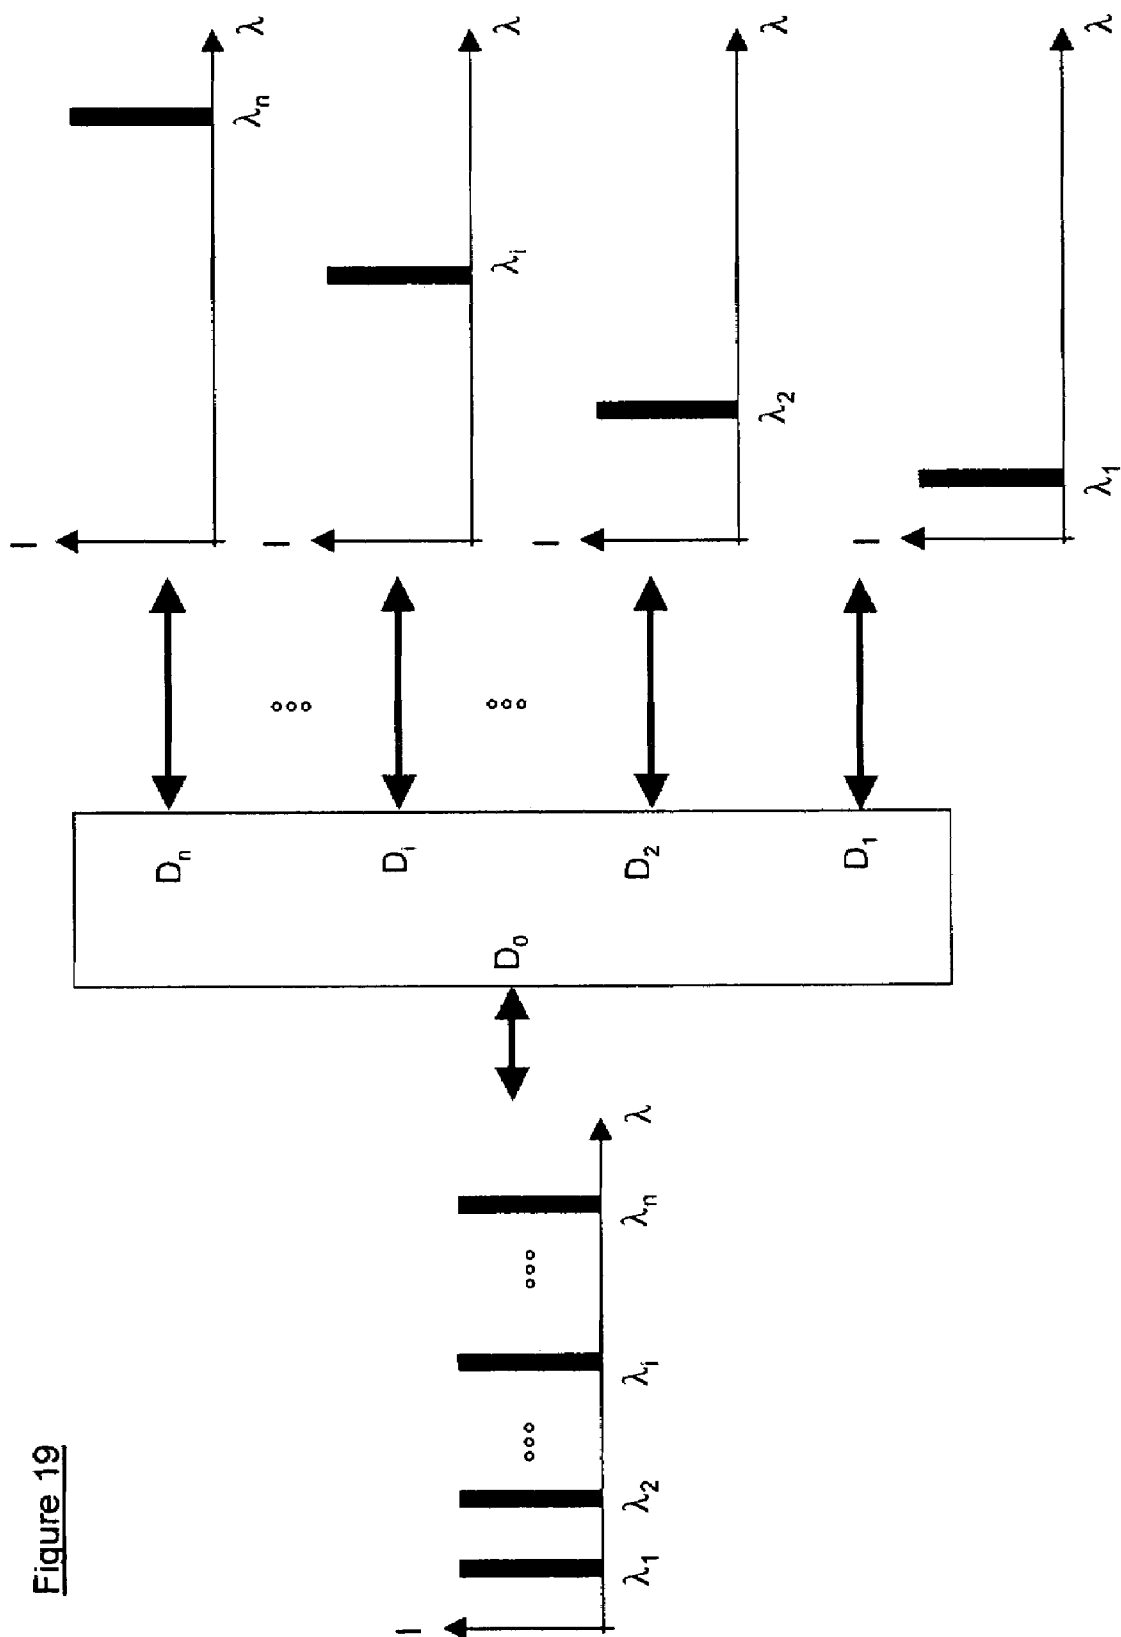 Figure 19
I
λ₁ λ₂ λᵢ λₙ λ
D₀
Dₙ
Dᵢ
D₂
D₁
I
λₙ λ
I
λᵢ λ
I
λ₂ λ
I
λ₁ λ